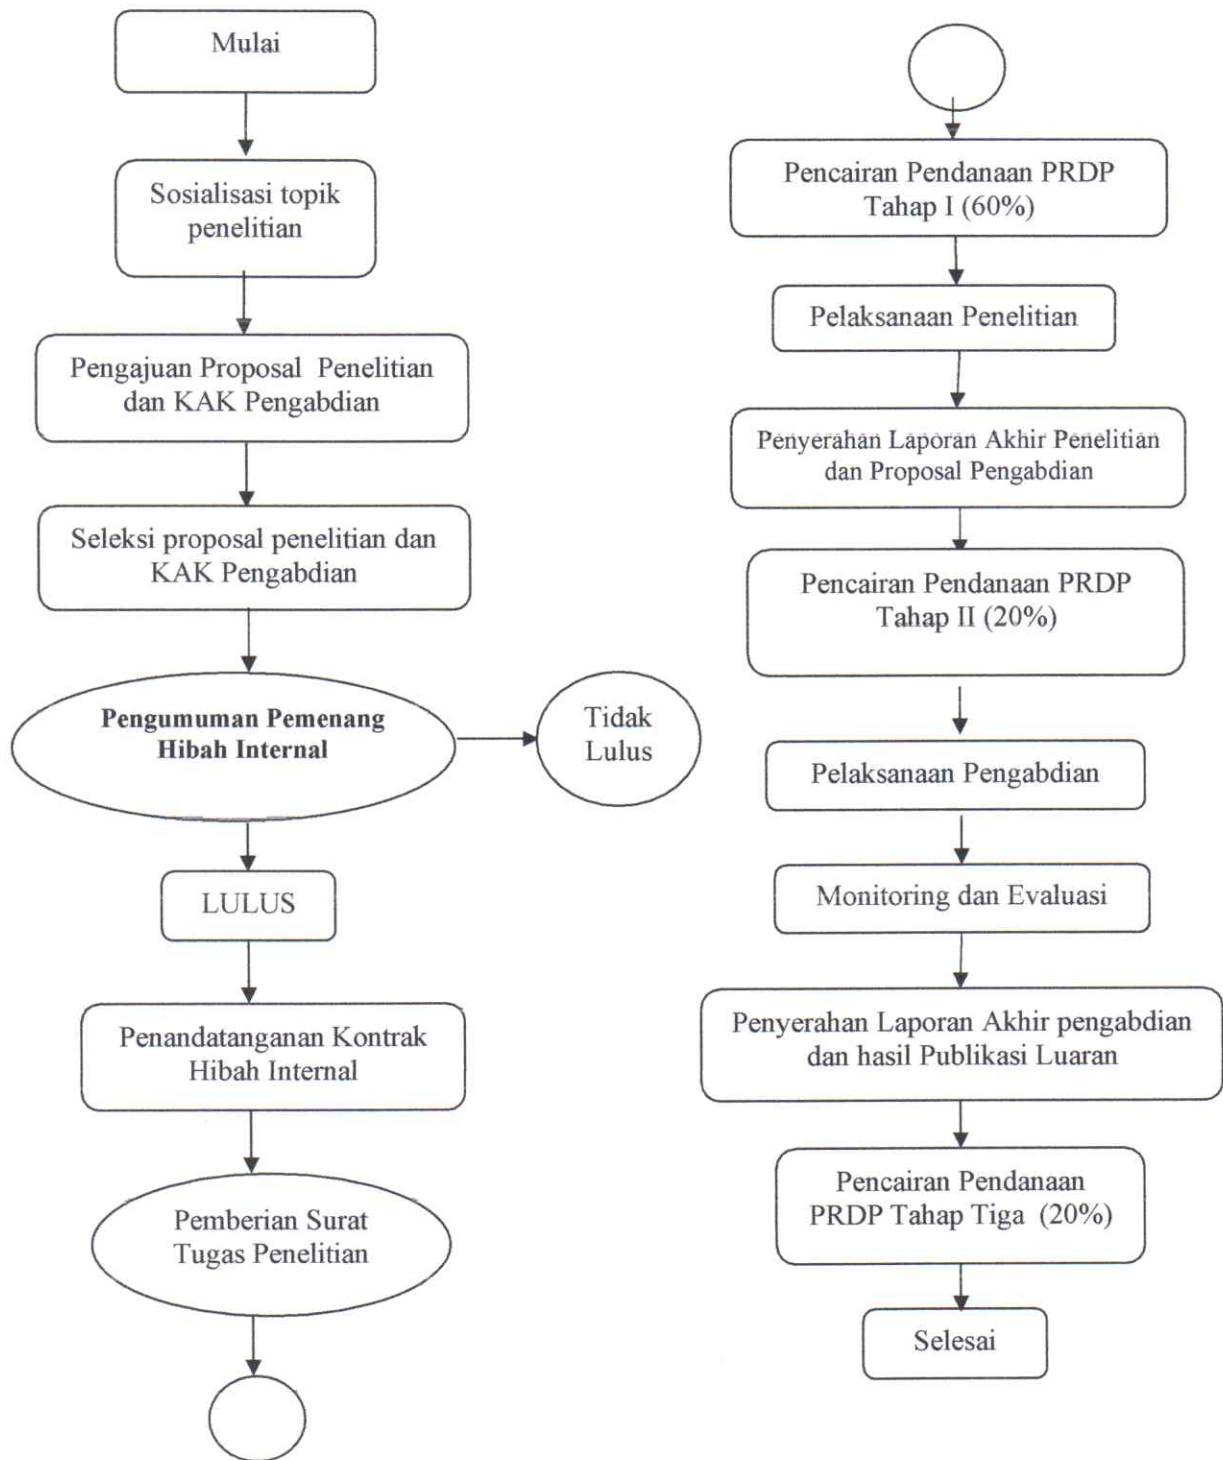 Mulai
Sosialisasi topik
penelitian
Pengajuan Proposal Penelitian
dan KAK Pengabdian
Seleksi proposal penelitian dan
KAK Pengabdian
Pengumuman Pemenang
Hibah Internal
Tidak
Lulus
LULUS
Penandatanganan Kontrak
Hibah Internal
Pemberian Surat
Tugas Penelitian
Pencairan Pendanaan PRDP
Tahap I (60%)
Pelaksanaan Penelitian
Penyerahan Laporan Akhir Penelitian
dan Proposal Pengabdian
Pencairan Pendanaan PRDP
Tahap II (20%)
Pelaksanaan Pengabdian
Monitoring dan Evaluasi
Penyerahan Laporan Akhir pengabdian
dan hasil Publikasi Luaran
Pencairan Pendanaan
PRDP Tahap Tiga (20%)
Selesai